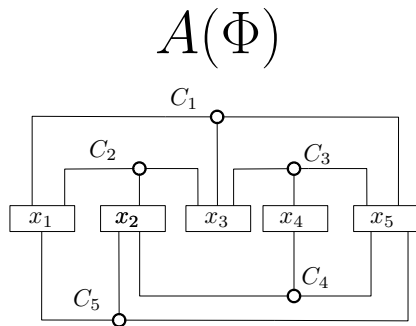 A(Φ)
C₁
C₂ C₃
x₁ x₂ x₃ x₄ x₅
C₄
C₅